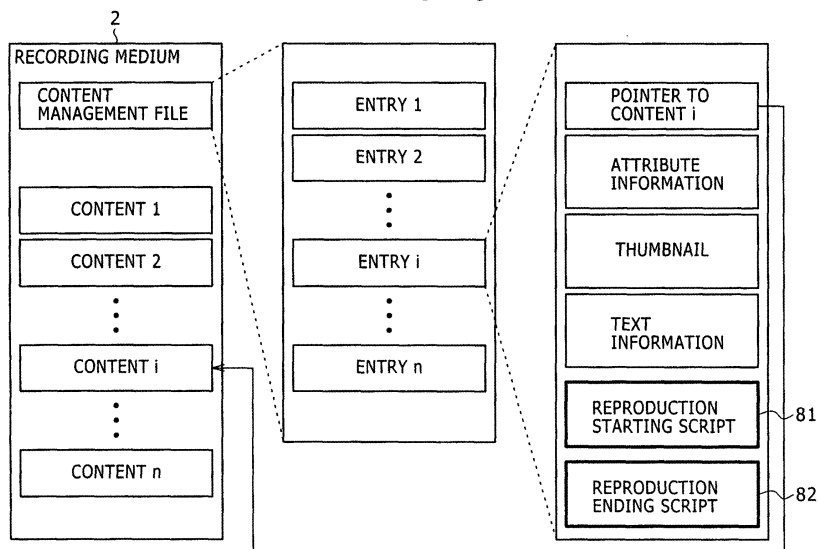 2
RECORDING MEDIUM
CONTENT
MANAGEMENT FILE
CONTENT 1
CONTENT 2
CONTENT i
CONTENT n
ENTRY 1
ENTRY 2
ENTRY i
ENTRY n
POINTER TO
CONTENT i
ATTRIBUTE
INFORMATION
THUMBNAIL
TEXT
INFORMATION
REPRODUCTION
STARTING SCRIPT
81
REPRODUCTION
ENDING SCRIPT
82